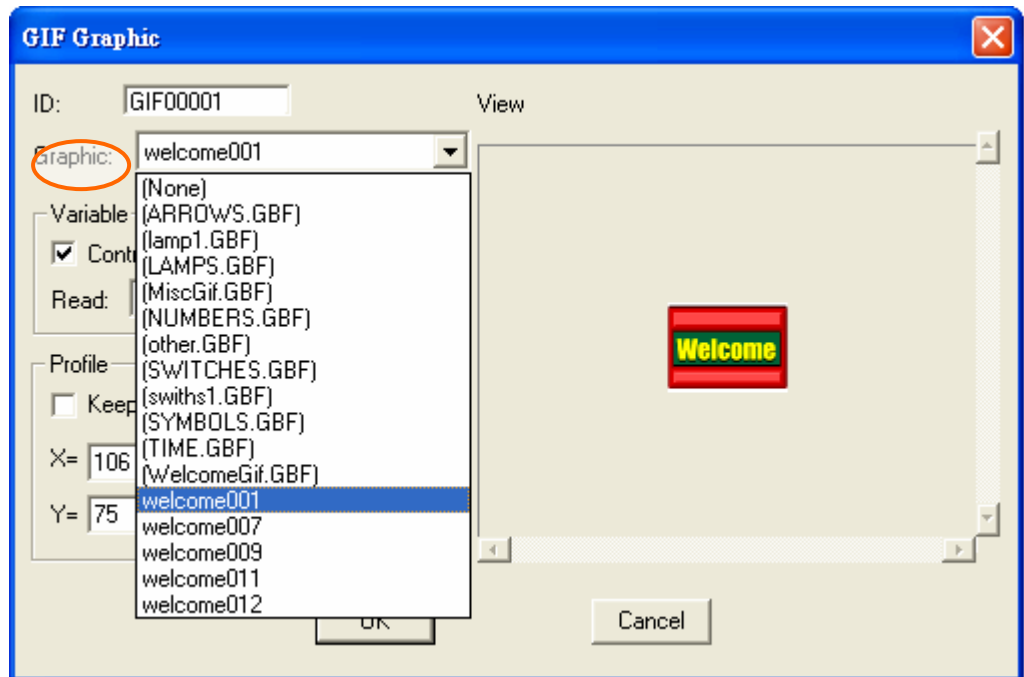 GIF Graphic
ID: GIF00001 View
Graphic: welcome001
(None)
Variable (ARROWS.GBF)
(lamp1.GBF)
Cont (LAMPS.GBF)
(MiscGif.GBF)
Read: (NUMBERS.GBF)
(other.GBF)
Profile (SWITCHES.GBF)
Keep (swiths1.GBF)
(SYMBOLS.GBF)
X= 106 (TIME.GBF)
(WelcomeGif.GBF)
welcome001
Y= 75 welcome007
welcome009
welcome011
welcome012
Welcome
OK Cancel